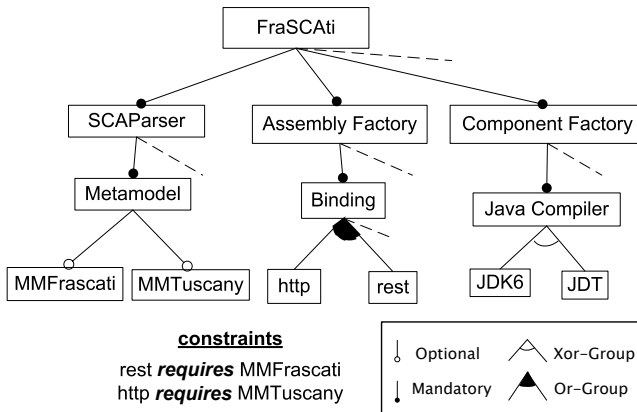 FraSCAti
SCAParser
Assembly Factory
Component Factory
Metamodel
Binding
Java Compiler
MMFrascati
MMTuscany
http
rest
JDK6
JDT
constraints
rest requires MMFrascati
http requires MMTuscany
Optional
Xor-Group
Mandatory
Or-Group